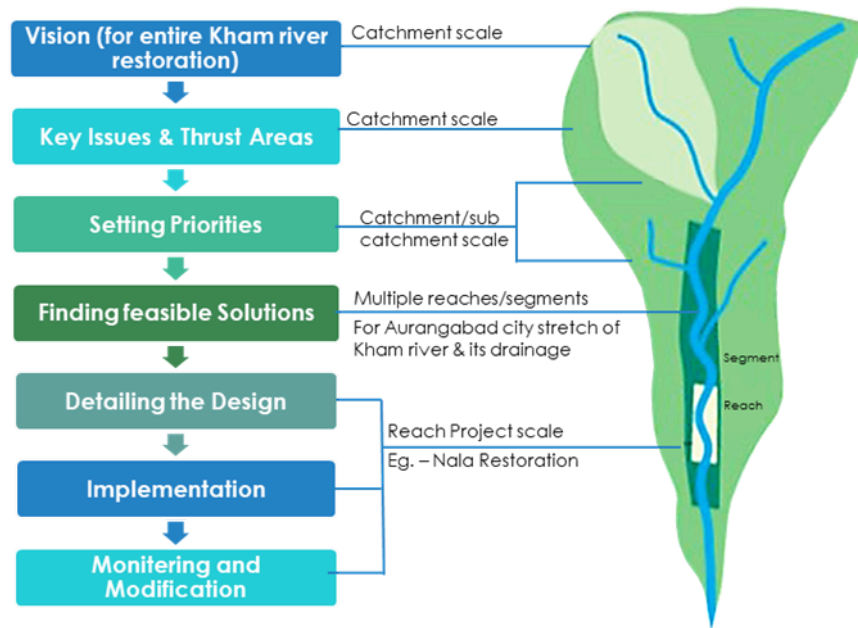 Vision (for entire Kham river
restoration)
Catchment scale
Key Issues & Thrust Areas
Catchment scale
Setting Priorities
Catchment/sub
catchment scale
Finding feasible Solutions
Multiple reaches/segments
For Aurangabad city stretch of
Kham river & its drainage
Segment
Detailing the Design
Reach
Reach Project scale
Eg. – Nala Restoration
Implementation
Monitering and
Modification